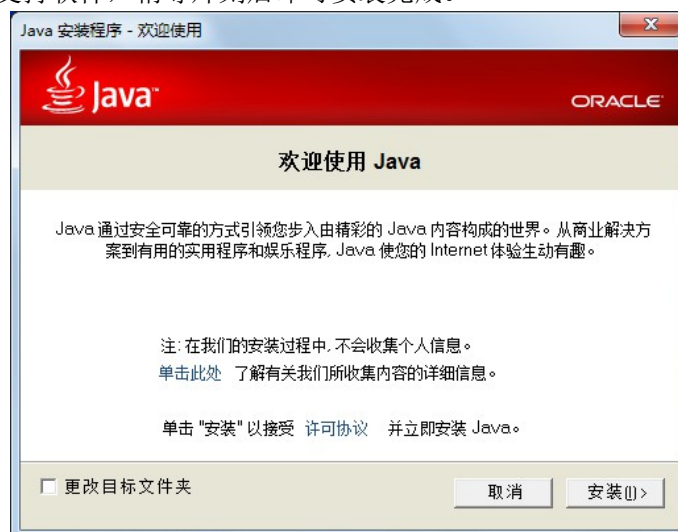 Java 安装程序 - 欢迎使用
Java™
ORACLE
欢迎使用 Java
Java 通过安全可靠的方式引领您步入由精彩的 Java 内容构成的世界。从商业解决方
案到有用的实用程序和娱乐程序, Java 使您的 Internet 体验生动有趣。
注: 在我们的安装过程中, 不会收集个人信息。
单击此处 了解有关我们所收集内容的详细信息。
单击 "安装" 以接受 许可协议 并立即安装 Java。
更改目标文件夹
取消
安装(I)>